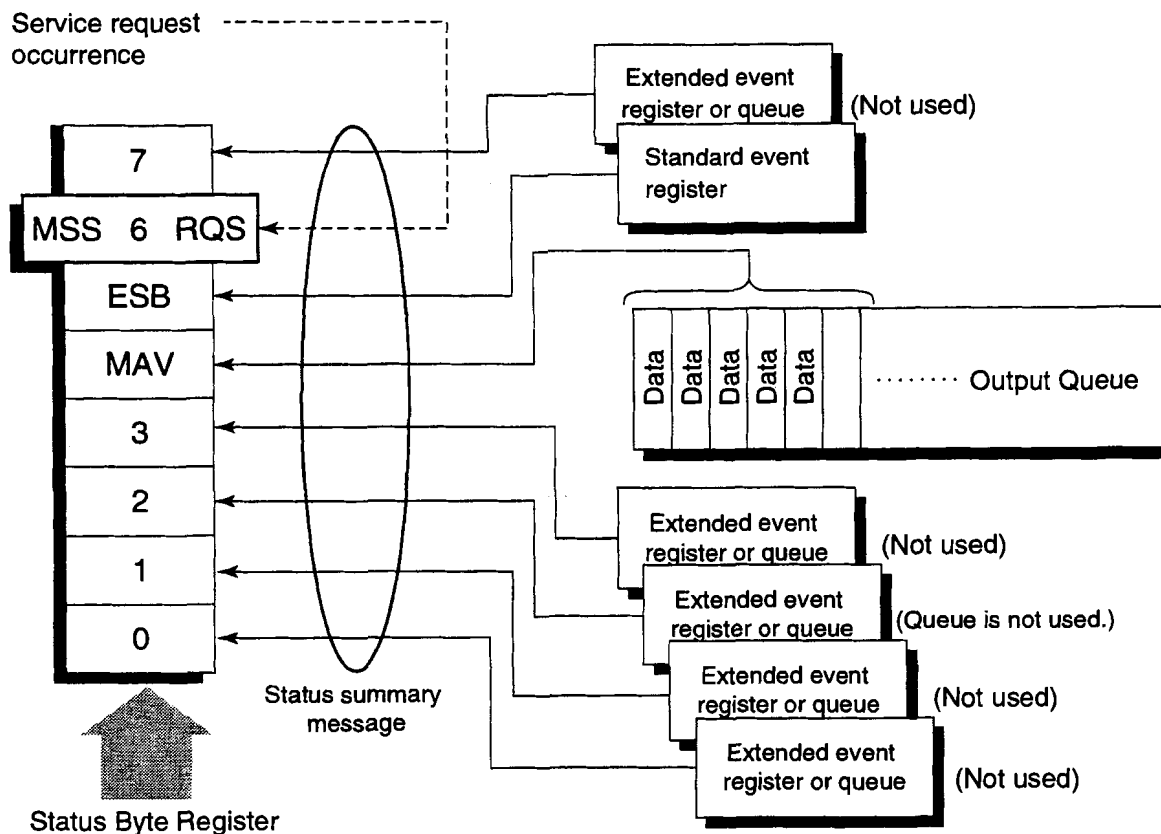 Service request
occurrence
Extended event
register or queue
(Not used)
Standard event
register
7
MSS 6 RQS
ESB
MAV
3
2
1
0
Data Data Data Data Data
········ Output Queue
Extended event
register or queue
(Not used)
Extended event
register or queue
(Queue is not used.)
Extended event
register or queue
(Not used)
Extended event
register or queue
(Not used)
Status summary
message
Status Byte Register